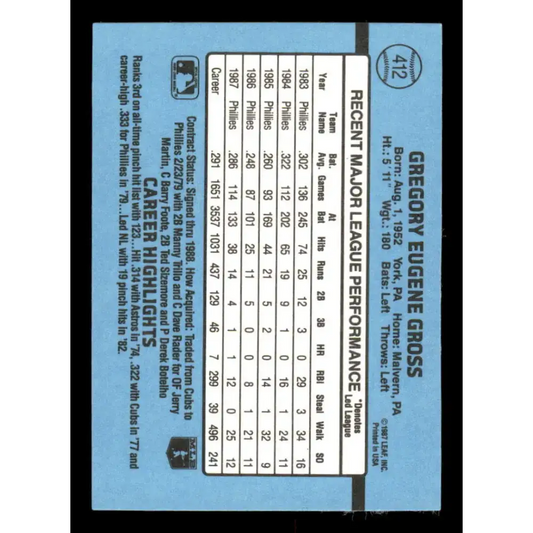 412
GREGORY EUGENE GROSS
Born: Aug. 1, 1952 York, PA Home: Malvern, PA
Ht.: 5' 11" Wgt.: 180 Bats: Left Throws: Left
© 1987 LEAF, INC.
Printed in USA
RECENT MAJOR LEAGUE PERFORMANCE *Denotes Led League
Team Bat. At
Year Name Avg. Games Bat Hits Runs 2B 3B HR RBI Steal Walk SO
1983 Phillies .302 136 245 74 25 12 3 0 29 3 34 16
1984 Phillies .322 112 202 65 19 9 1 0 16 1 24 11
1985 Phillies .260 93 169 44 21 5 2 0 14 1 32 9
1986 Phillies .248 87 101 25 11 5 0 0 8 1 21 11
1987 Phillies .286 114 133 38 14 4 1 1 12 0 25 12
Career .291 1651 3537 1031 437 129 46 7 299 39 496 241
Contract Status: Signed thru 1988. How Acquired: Traded from Cubs to
Phillies 2/23/79 with 2B Manny Trillo and C Dave Rader for OF Jerry
Martin, C Barry Foote, 2B Ted Sizemore and P Derek Botelho
CAREER HIGHLIGHTS
Ranks 3rd on all-time pinch hit list with 123...Hit .314 with Astros in '74, .322 with Cubs in '77 and
career-high .333 for Phillies in '79...Led NL with 19 pinch hits in '82.